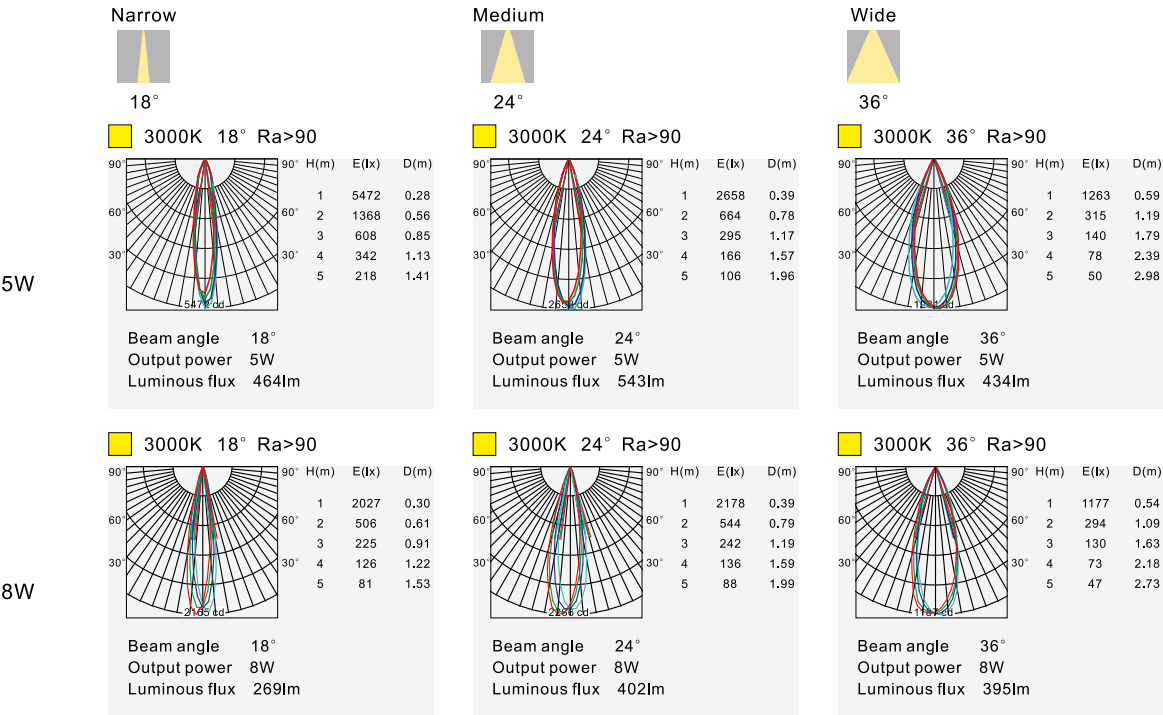 Narrow Medium Wide
18° 24° 36°
5W
3000K 18° Ra>90
90° 90° H(m) E(lx) D(m)
1 5472 0.28
60° 60° 2 1368 0.56
3 608 0.85
30° 30° 4 342 1.13
5 218 1.41
5472 cd
Beam angle 18°
Output power 5W
Luminous flux 464lm
3000K 24° Ra>90
90° 90° H(m) E(lx) D(m)
1 2658 0.39
60° 60° 2 664 0.78
3 295 1.17
30° 30° 4 166 1.57
5 106 1.96
cd
Beam angle 24°
Output power 5W
Luminous flux 543lm
3000K 36° Ra>90
90° 90° H(m) E(lx) D(m)
1 1263 0.59
60° 60° 2 315 1.19
3 140 1.79
30° 30° 4 78 2.39
5 50 2.98
cd
Beam angle 36°
Output power 5W
Luminous flux 434lm
8W
3000K 18° Ra>90
90° 90° H(m) E(lx) D(m)
1 2027 0.30
60° 60° 2 506 0.61
3 225 0.91
30° 30° 4 126 1.22
5 81 1.53
cd
Beam angle 18°
Output power 8W
Luminous flux 269lm
3000K 24° Ra>90
90° 90° H(m) E(lx) D(m)
1 2178 0.39
60° 60° 2 544 0.79
3 242 1.19
30° 30° 4 136 1.59
5 88 1.99
cd
Beam angle 24°
Output power 8W
Luminous flux 402lm
3000K 36° Ra>90
90° 90° H(m) E(lx) D(m)
1 1177 0.54
60° 60° 2 294 1.09
3 130 1.63
30° 30° 4 73 2.18
5 47 2.73
cd
Beam angle 36°
Output power 8W
Luminous flux 395lm